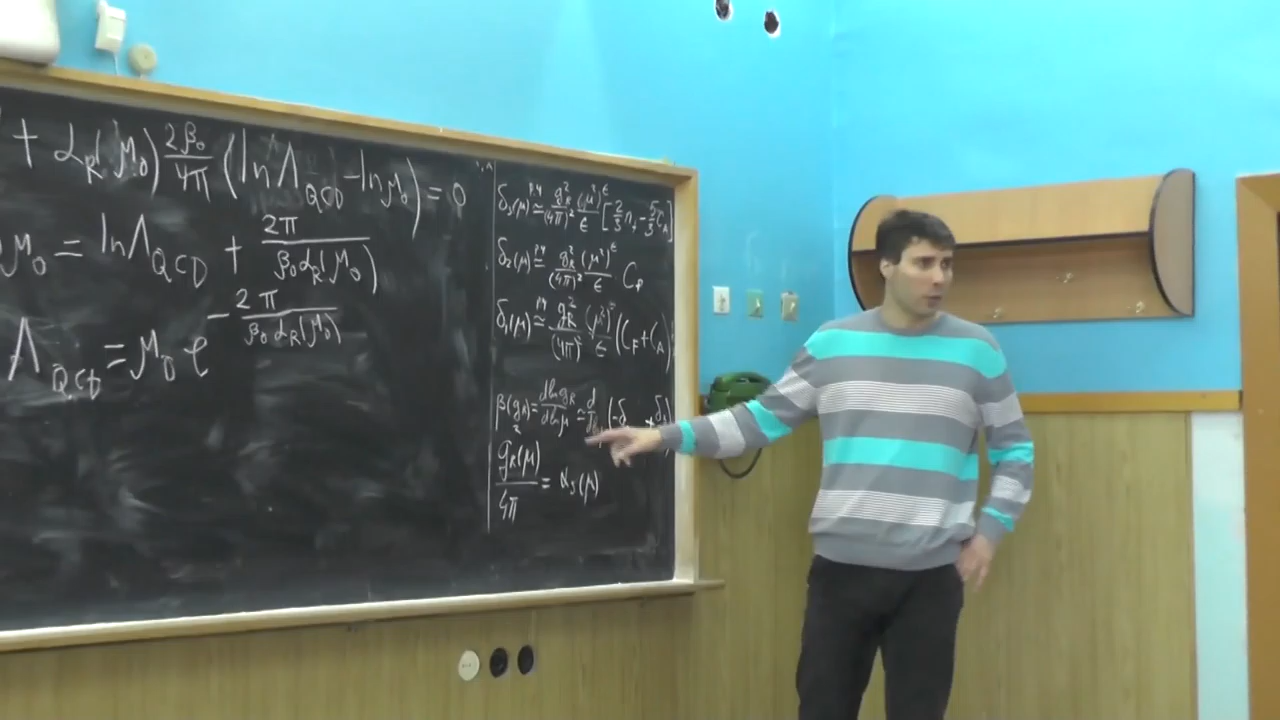 + α_R(μ_0) 2β_0/4π (ln Λ_QCD - ln μ_0) = 0
μ_0 = ln Λ_QCD + 2π/(β_0 α_R(μ_0))
Λ_QCD = μ_0 e^(- 2π/(β_0 α_R(μ_0)))
δ_3(μ) ≃ g_R^2/(4π)^2 (μ^2)^ε/ε [2/3 n_f - 5/3 C_A]
δ_2(μ) ≃ g_R^2/(4π)^2 (μ^2)^ε/ε C_F
δ_1(μ) ≃ g_R^2/(4π)^2 (μ^2)^ε/ε (C_F + C_A)
β(g_R) = d ln g_R/d ln μ ≃ d/d (-δ + δ
g_R(μ)/4π = α_s(μ)